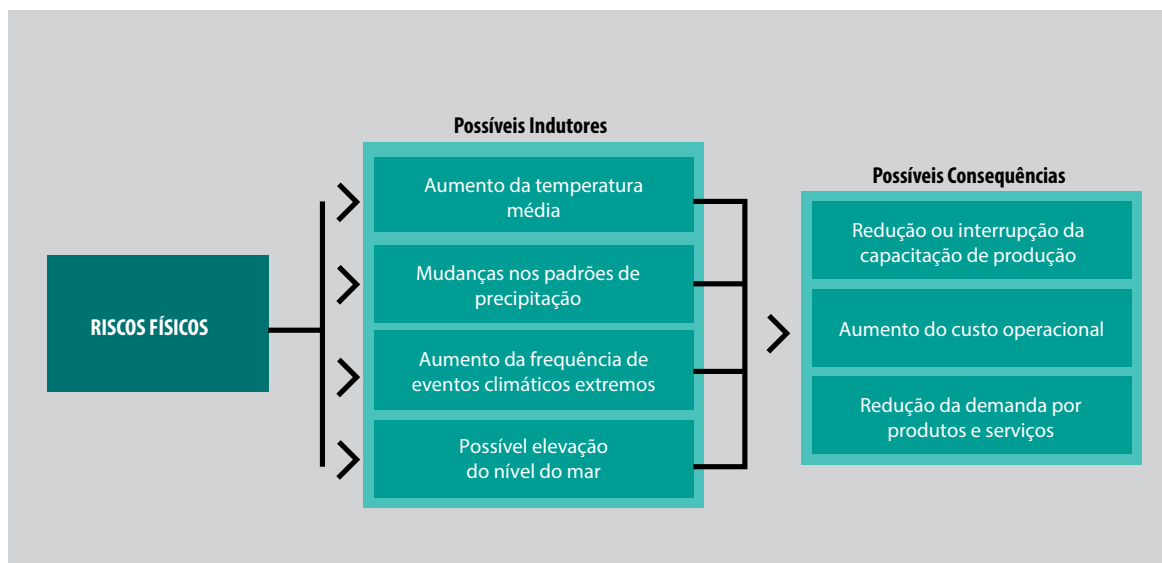 RISCOS FÍSICOS
Possíveis Indutores
Aumento da temperatura
média
Mudanças nos padrões de
precipitação
Aumento da frequência de
eventos climáticos extremos
Possível elevação
do nível do mar
Possíveis Consequências
Redução ou interrupção da
capacitação de produção
Aumento do custo operacional
Redução da demanda por
produtos e serviços